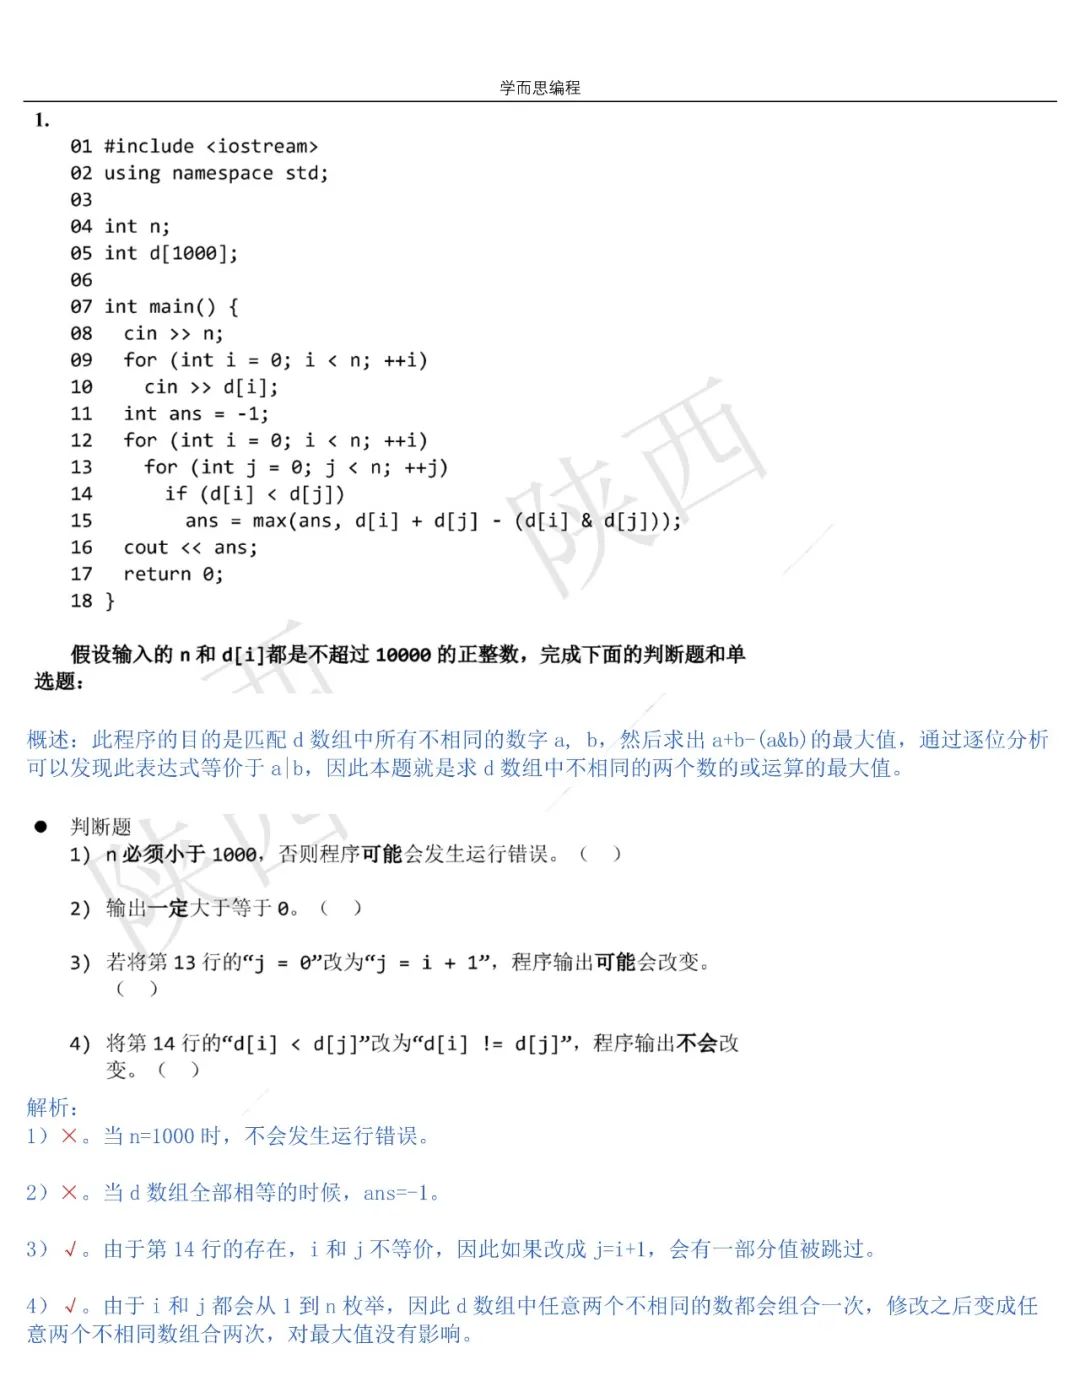 学而思编程
1.
01 #include <iostream>
02 using namespace std;
03
04 int n;
05 int d[1000];
06
07 int main() {
08 cin >> n;
09 for (int i = 0; i < n; ++i)
10 cin >> d[i];
11 int ans = -1;
12 for (int i = 0; i < n; ++i)
13 for (int j = 0; j < n; ++j)
14 if (d[i] < d[j])
15 ans = max(ans, d[i] + d[j] - (d[i] & d[j]));
16 cout << ans;
17 return 0;
18 }
陕西
假设输入的 n 和 d[i]都是不超过 10000 的正整数，完成下面的判断题和单
选题：
概述：此程序的目的是匹配 d 数组中所有不相同的数字 a, b，然后求出 a+b-(a&b)的最大值，通过逐位分析
可以发现此表达式等价于 a|b，因此本题就是求 d 数组中不相同的两个数的或运算的最大值。
陕西
● 判断题
1) n 必须小于 1000，否则程序可能会发生运行错误。（ ）
2) 输出一定大于等于 0。（ ）
3) 若将第 13 行的“j = 0”改为“j = i + 1”，程序输出可能会改变。
（ ）
4) 将第 14 行的“d[i] < d[j]”改为“d[i] != d[j]”，程序输出不会改
变。（ ）
解析：
1）×。当 n=1000 时，不会发生运行错误。
2）×。当 d 数组全部相等的时候，ans=-1。
3）√。由于第 14 行的存在，i 和 j 不等价，因此如果改成 j=i+1，会有一部分值被跳过。
4）√。由于 i 和 j 都会从 1 到 n 枚举，因此 d 数组中任意两个不相同的数都会组合一次，修改之后变成任
意两个不相同数组合两次，对最大值没有影响。